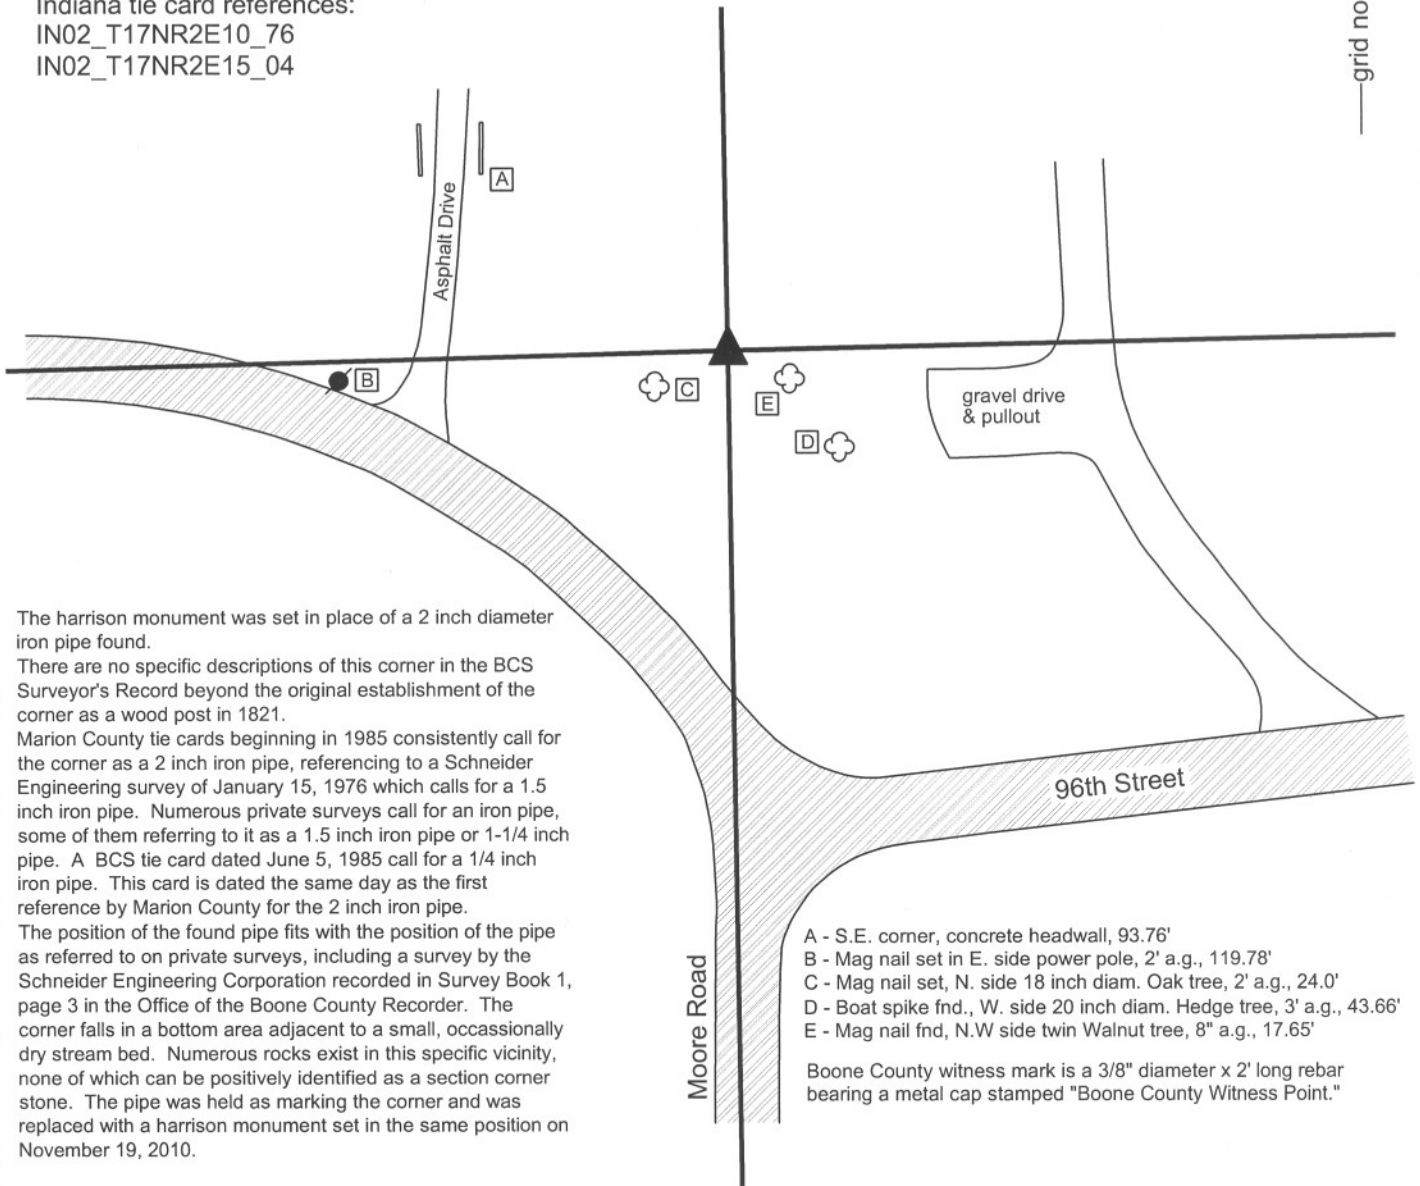 Indiana tie card references:
IN02_T17NR2E10_76
IN02_T17NR2E15_04
grid no
A
Asphalt Drive
B
C
E
D
gravel drive
& pullout
The harrison monument was set in place of a 2 inch diameter
iron pipe found.
There are no specific descriptions of this corner in the BCS
Surveyor's Record beyond the original establishment of the
corner as a wood post in 1821.
Marion County tie cards beginning in 1985 consistently call for
the corner as a 2 inch iron pipe, referencing to a Schneider
Engineering survey of January 15, 1976 which calls for a 1.5
inch iron pipe.  Numerous private surveys call for an iron pipe,
some of them referring to it as a 1.5 inch iron pipe or 1-1/4 inch
pipe.  A  BCS tie card dated June 5, 1985 call for a 1/4 inch
iron pipe.  This card is dated the same day as the first
reference by Marion County for the 2 inch iron pipe.
The position of the found pipe fits with the position of the pipe
as referred to on private surveys, including a survey by the
Schneider Engineering Corporation recorded in Survey Book 1,
page 3 in the Office of the Boone County Recorder.  The
corner falls in a bottom area adjacent to a small, occassionally
dry stream bed.  Numerous rocks exist in this specific vicinity,
none of which can be positively identified as a section corner
stone.  The pipe was held as marking the corner and was
replaced with a harrison monument set in the same position on
November 19, 2010.
96th Street
Moore Road
A - S.E. corner, concrete headwall, 93.76'
B - Mag nail set in E. side power pole, 2' a.g., 119.78'
C - Mag nail set, N. side 18 inch diam. Oak tree, 2' a.g., 24.0'
D - Boat spike fnd., W. side 20 inch diam. Hedge tree, 3' a.g., 43.66'
E - Mag nail fnd, N.W side twin Walnut tree, 8" a.g., 17.65'
Boone County witness mark is a 3/8" diameter x 2' long rebar
bearing a metal cap stamped "Boone County Witness Point."